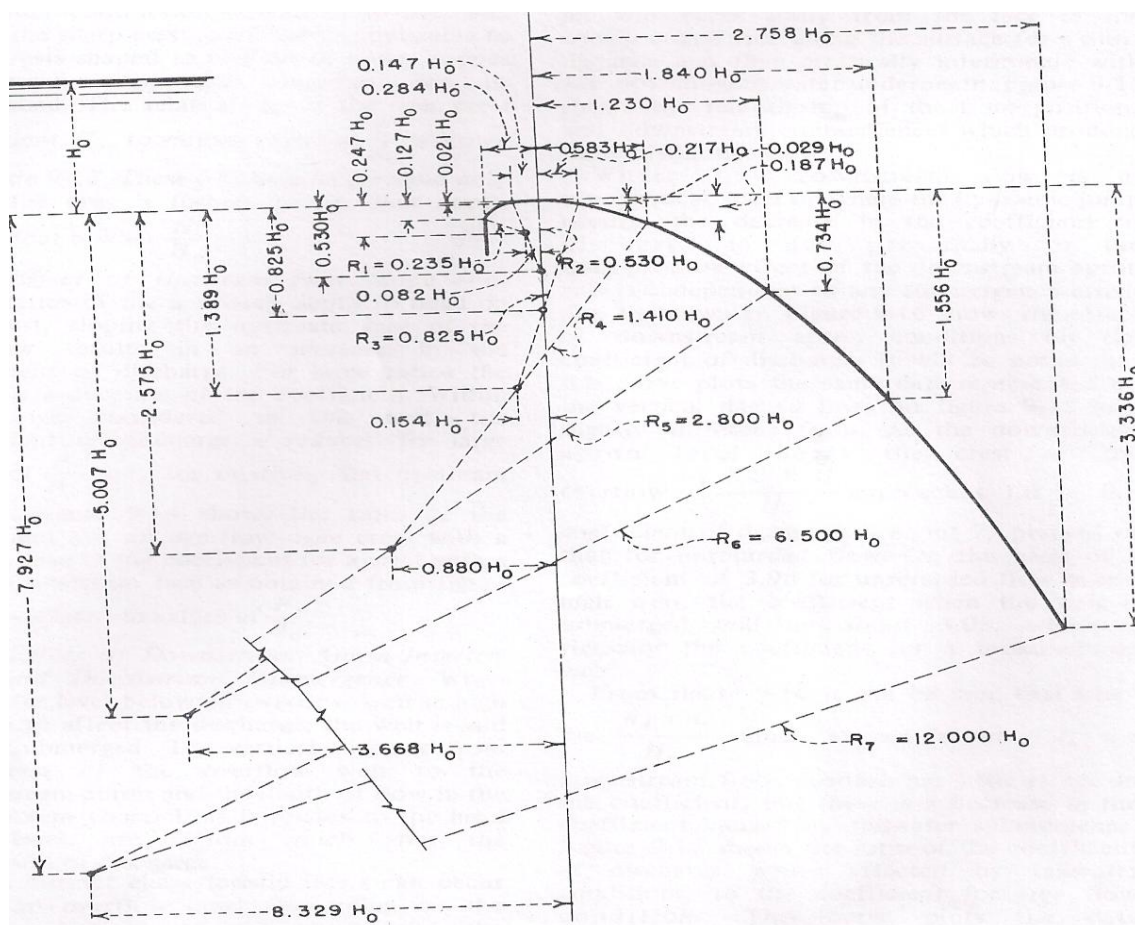 2.758 H₀
0.147 H₀
0.284 H₀
1.840 H₀
1.230 H₀
H₀
0.247 H₀
0.127 H₀
0.021 H₀
0.583 H
0.217 H₀
0.029 H₀
0.187 H₀
0.825 H₀
0.530 H₀
R₁ = 0.235 H₀
R₂ = 0.530 H₀
0.082 H₀
R₃ = 0.825 H₀
R₄ = 1.410 H₀
0.734 H₀
1.556 H₀
3.336 H₀
1.389 H₀
2.575 H₀
5.007 H₀
7.927 H₀
0.154 H₀
R₅ = 2.800 H₀
0.880 H₀
R₆ = 6.500 H₀
3.668 H₀
R₇ = 12.000 H₀
8.329 H₀